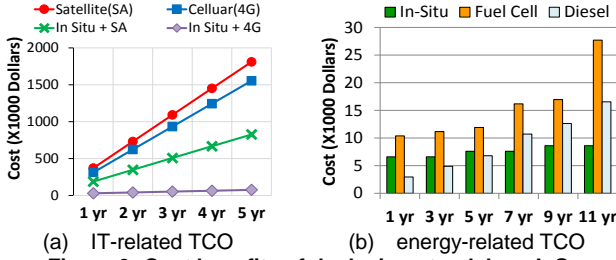 Satellite(SA) Celluar(4G)
In Situ + SA In Situ + 4G
Cost (X1000 Dollars)
2000
1500
1000
500
0
1 yr 2 yr 3 yr 4 yr 5 yr
(a) IT-related TCO
In-Situ Fuel Cell Diesel
Cost (X1000 Dollars)
30
25
20
15
10
5
0
1 yr 3 yr 5 yr 7 yr 9 yr 11 yr
(b) energy-related TCO